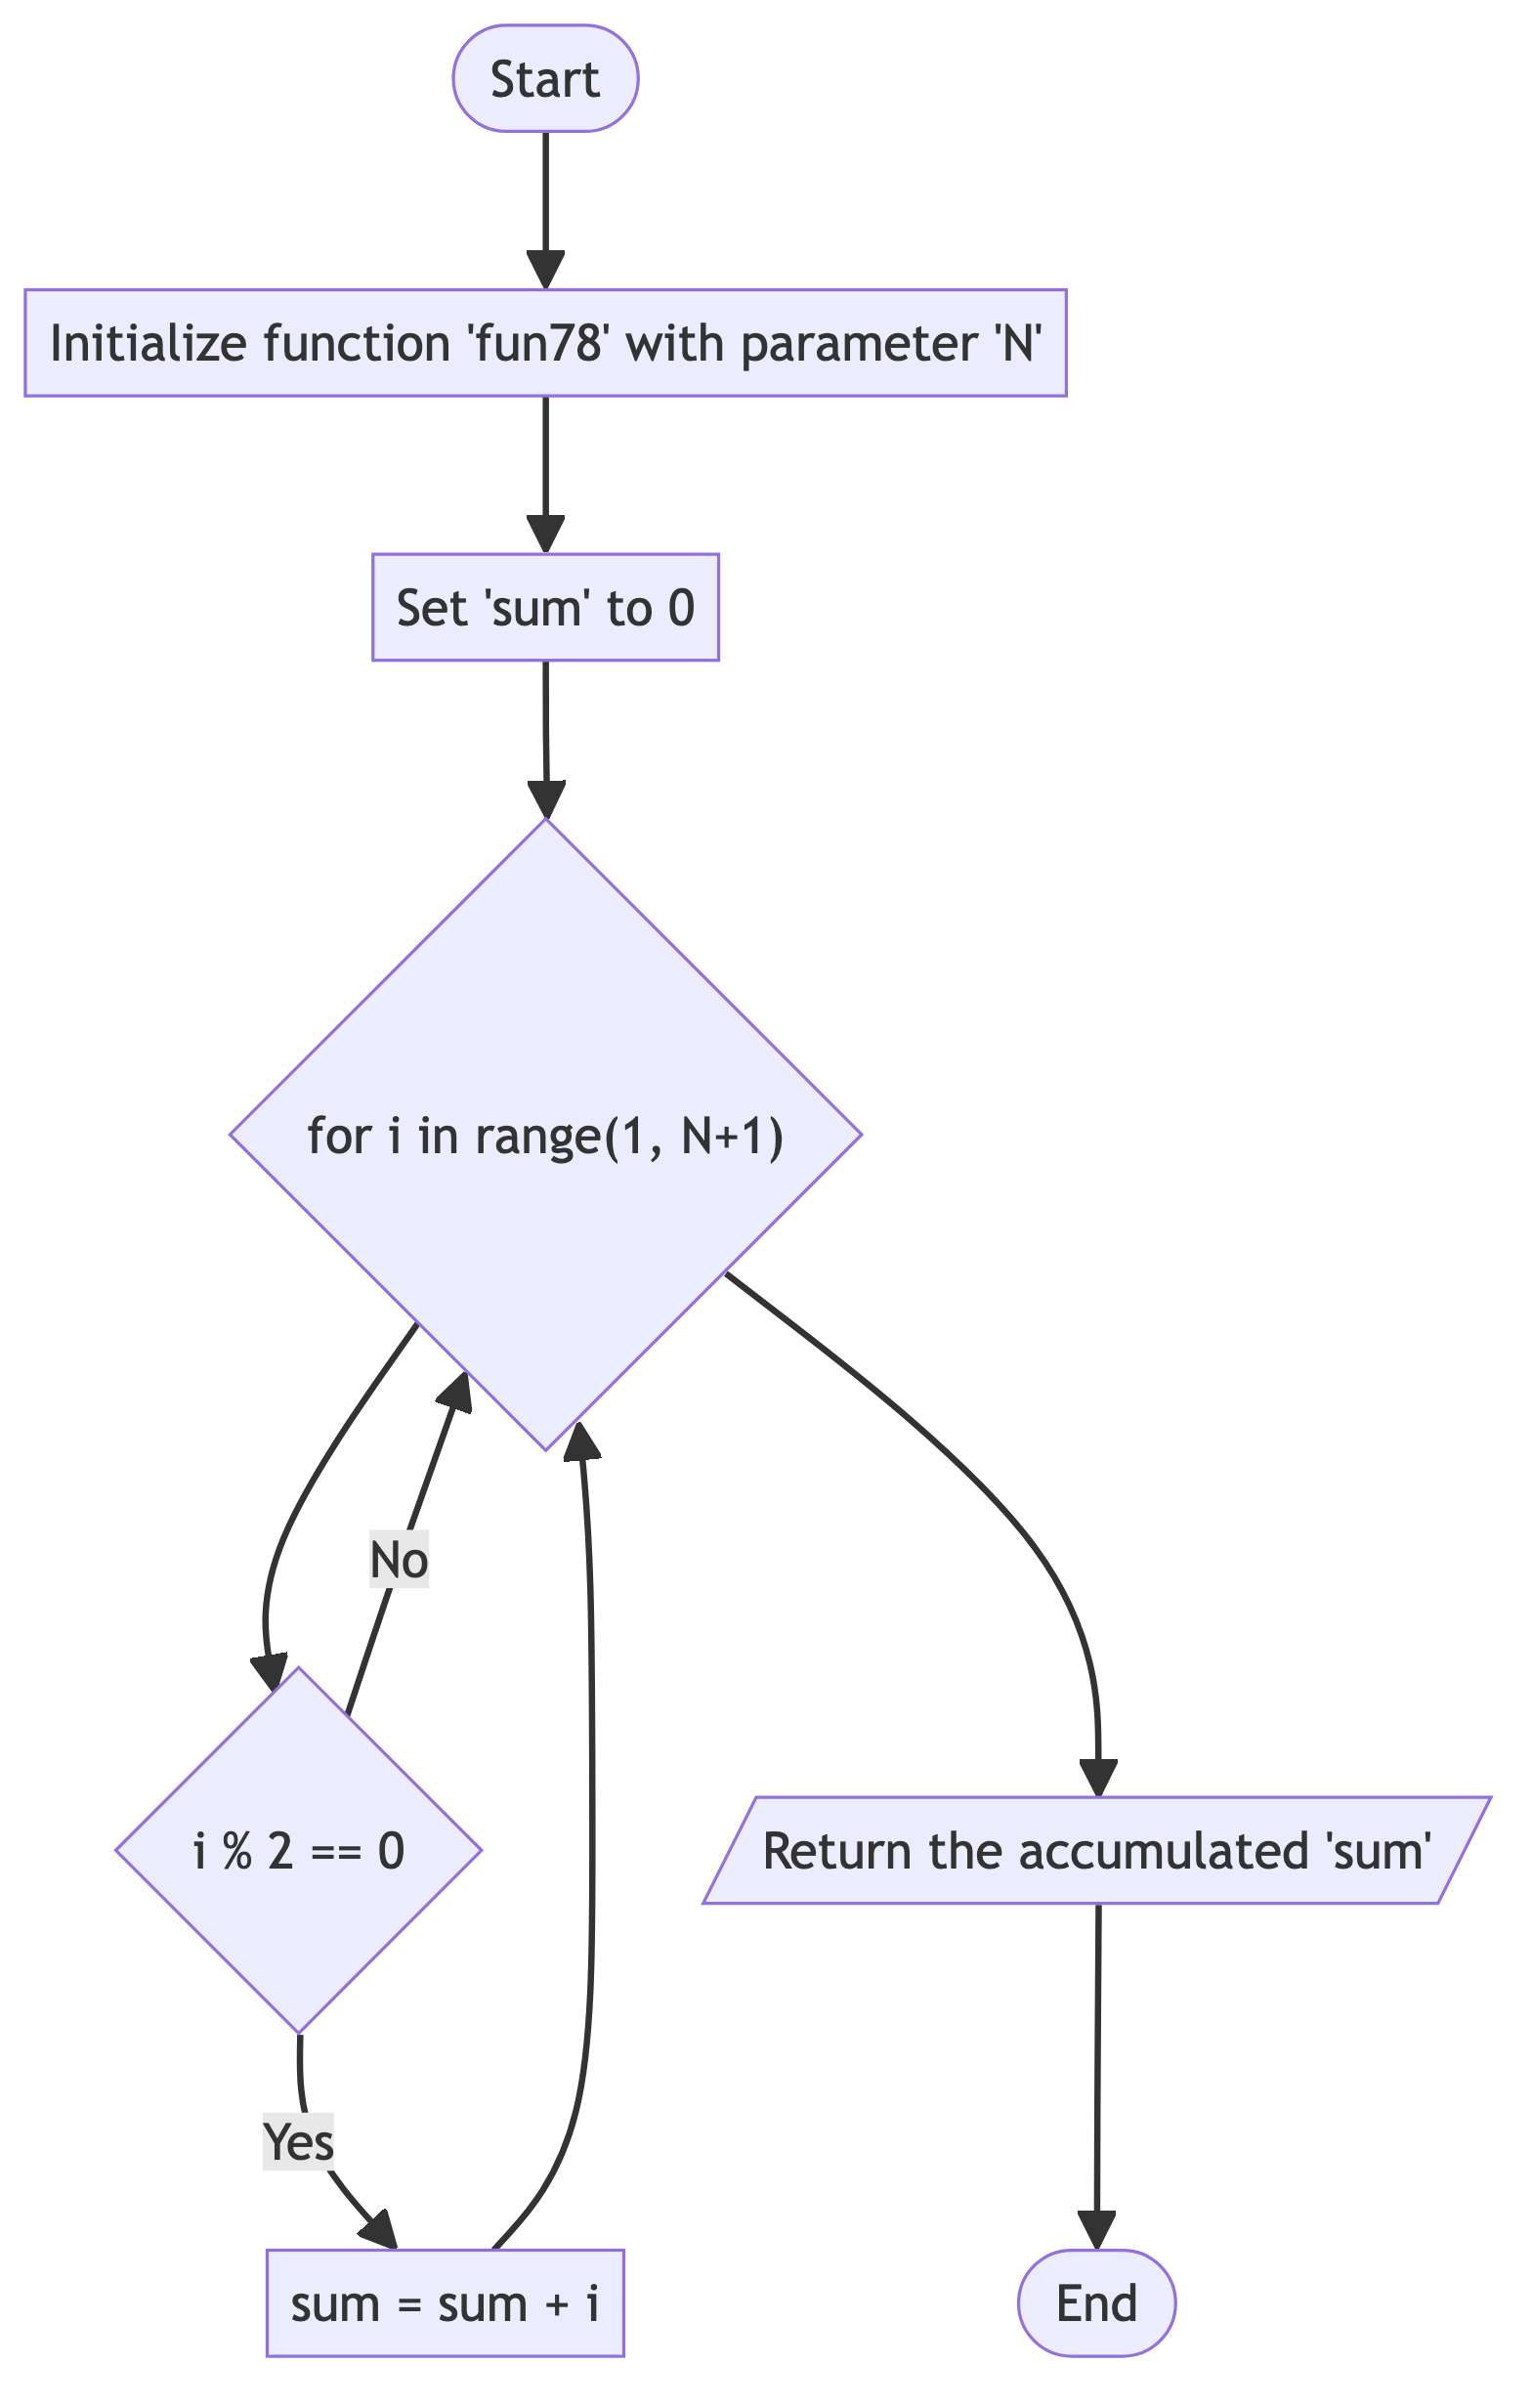 Start
Initialize function 'fun78' with parameter 'N'
Set 'sum' to 0
for i in range(1, N+1)
No
i % 2 == 0
Return the accumulated 'sum'
Yes
sum = sum + i
End